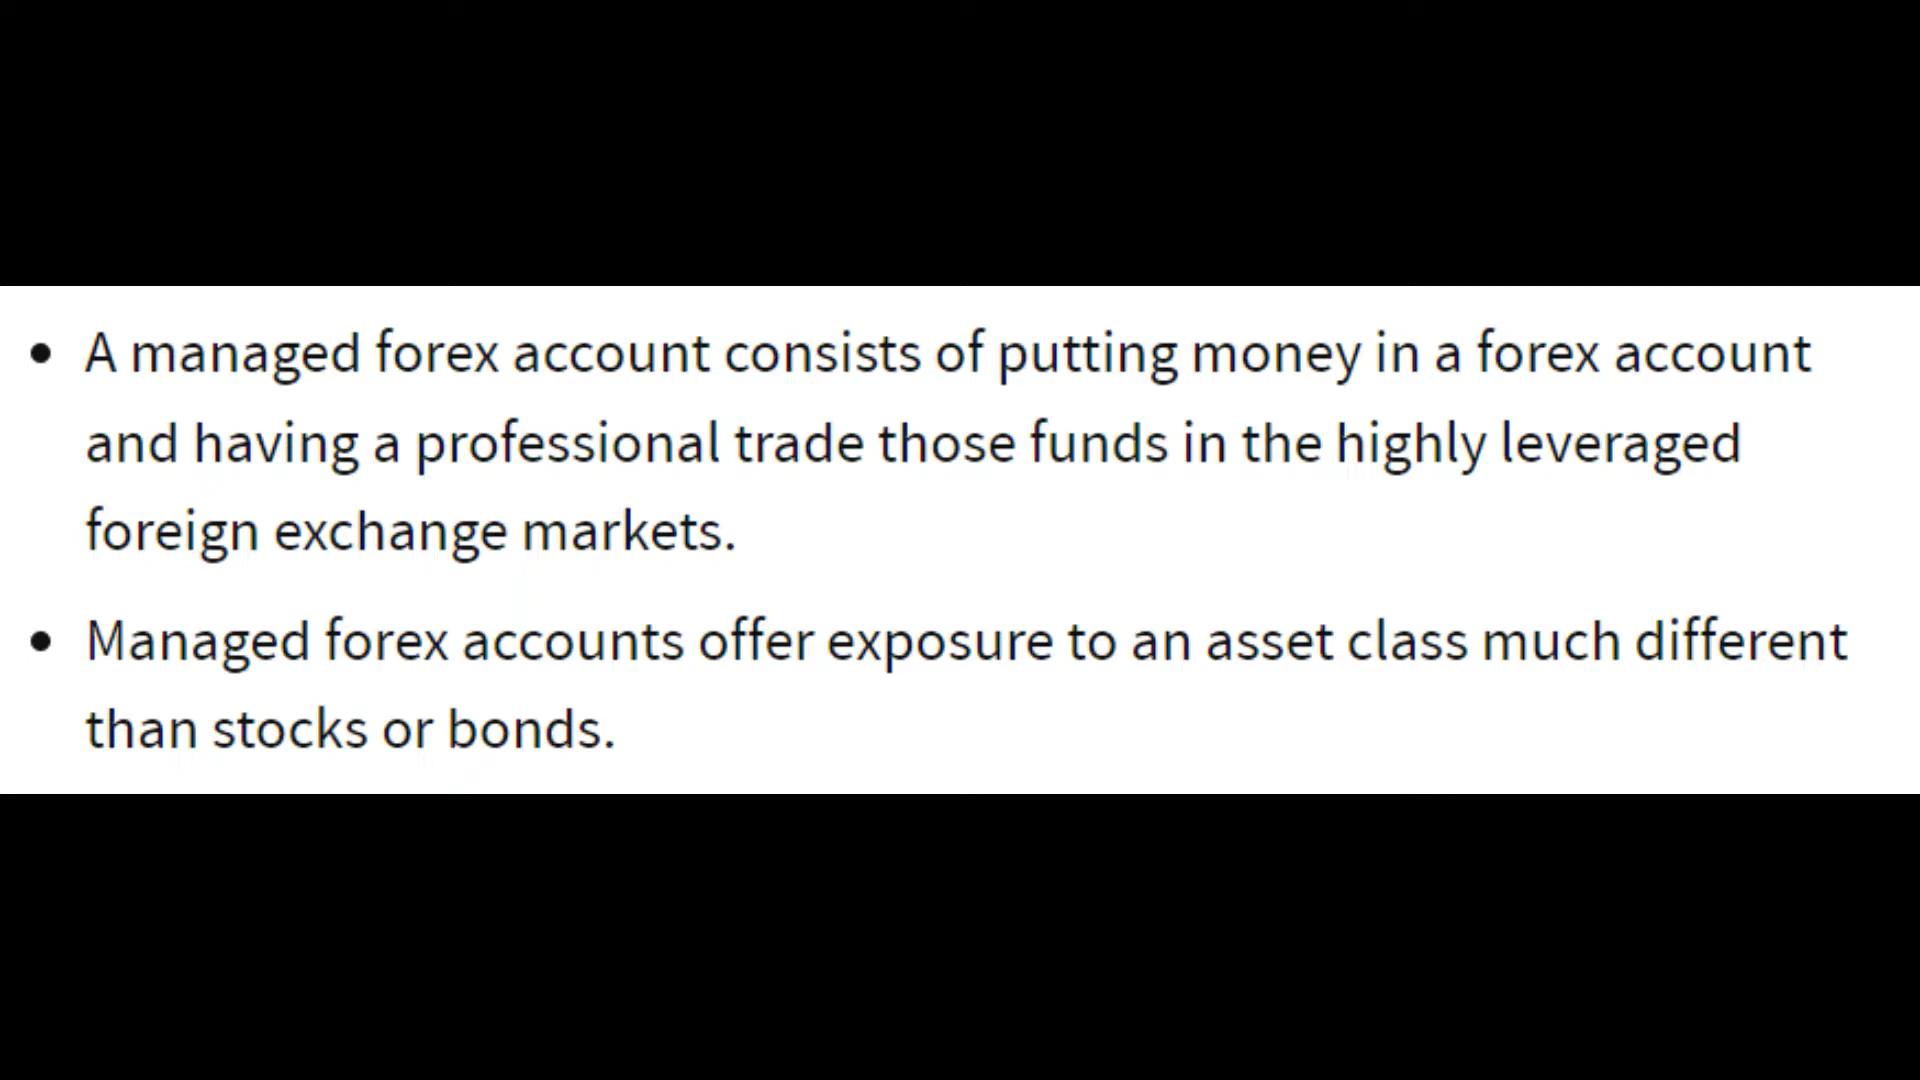 • A managed forex account consists of putting money in a forex account
and having a professional trade those funds in the highly leveraged
foreign exchange markets.
• Managed forex accounts offer exposure to an asset class much different
than stocks or bonds.